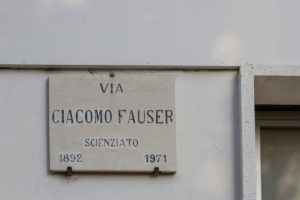 VIA
GIACOMO FAUSER
SCIENZIATO
1892 1971